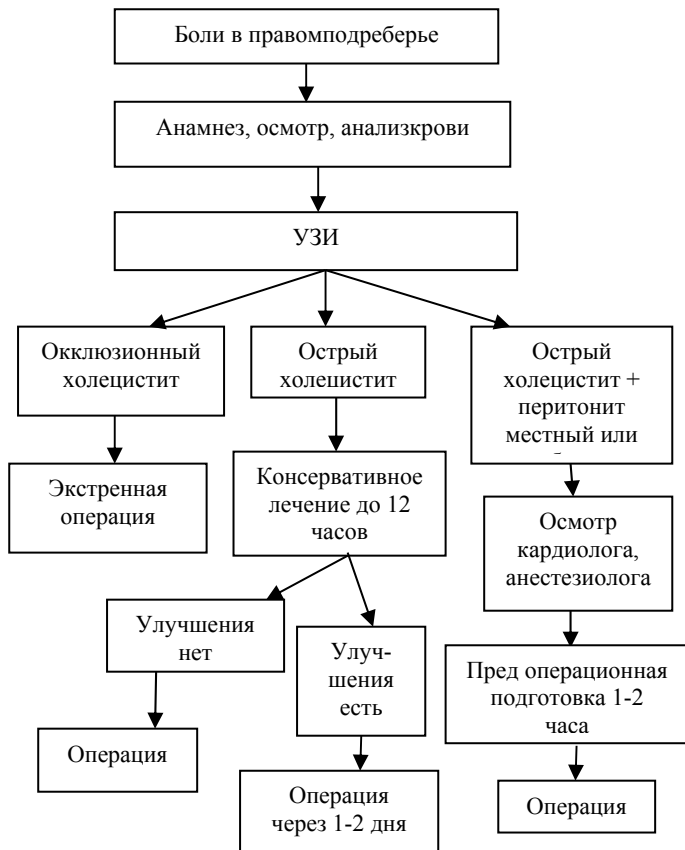 Боли в правомподреберье
Анамнез, осмотр, анализкрови
УЗИ
Окклюзионный
холецистит
Острый
холецистит
Острый
холецистит +
перитонит
местный или
Экстренная
операция
Консервативное
лечение до 12
часов
Осмотр
кардиолога,
анестезиолога
Улучшения
нет
Улуч-
шения
есть
Пред операционная
подготовка 1-2
часа
Операция
Операция
через 1-2 дня
Операция